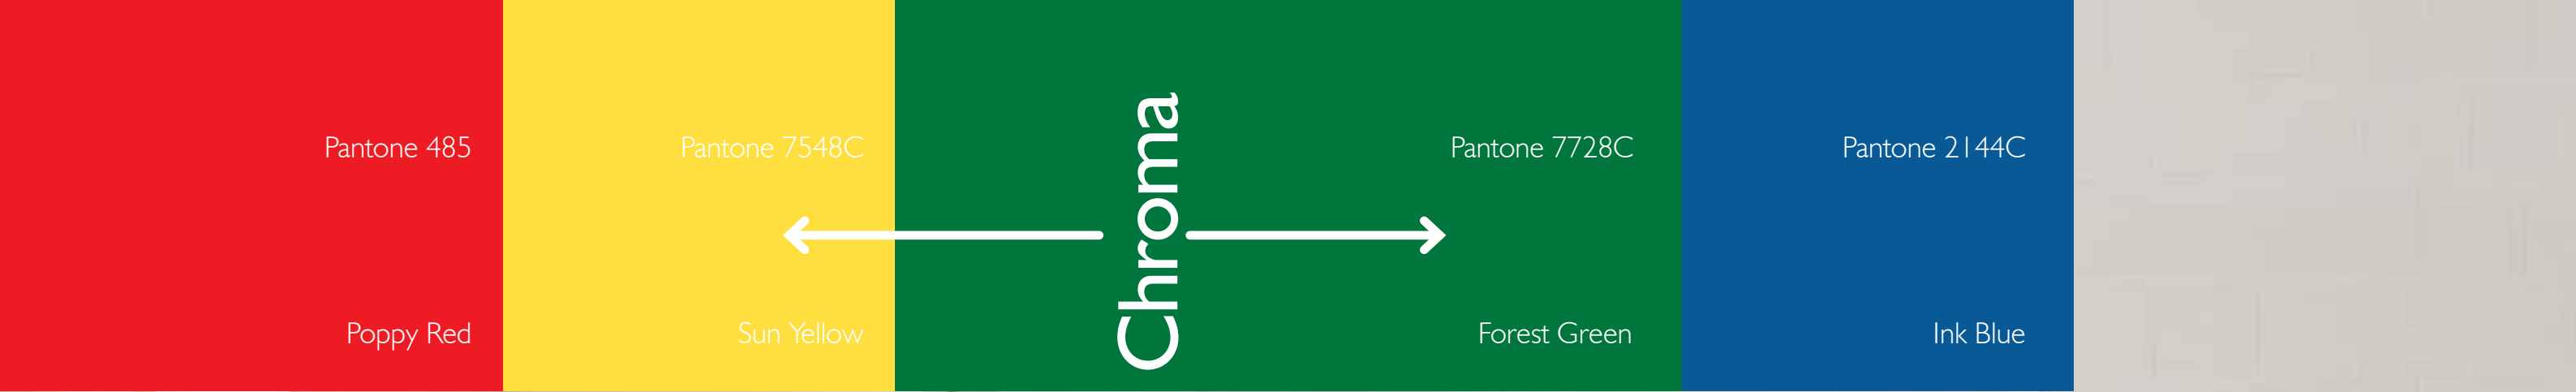 Pantone 485
Poppy Red
Pantone 7548C
Sun Yellow
Chroma
Pantone 7728C
Forest Green
Pantone 2144C
Ink Blue